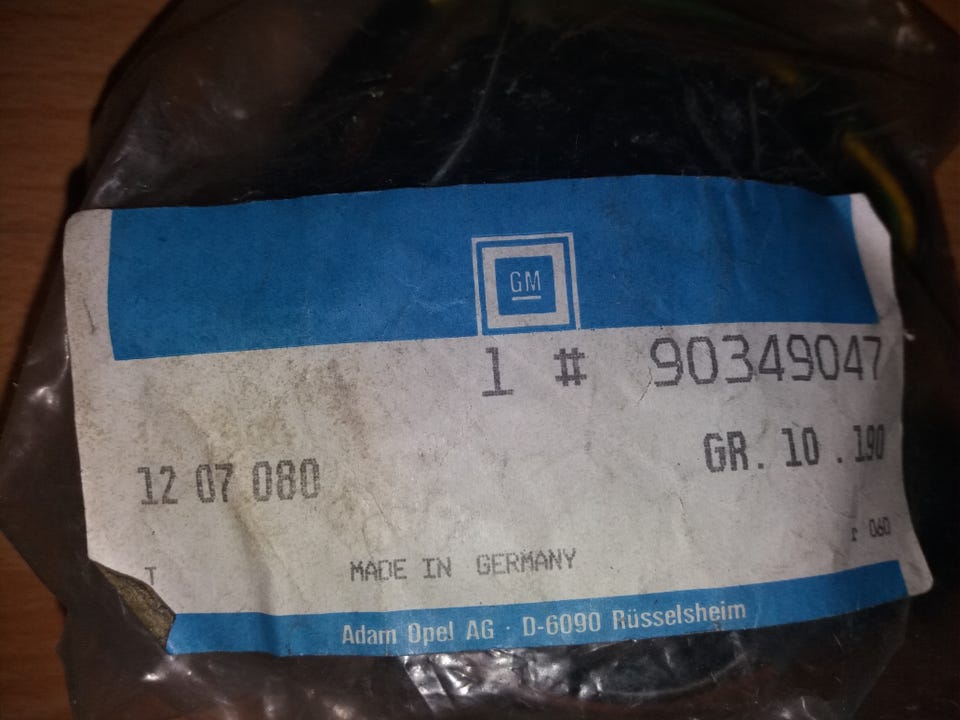 GM
1 # 90349047
12 07 080 GR. 10 .190
r 060
T MADE IN GERMANY
Adam Opel AG · D-6090 Rüsselsheim